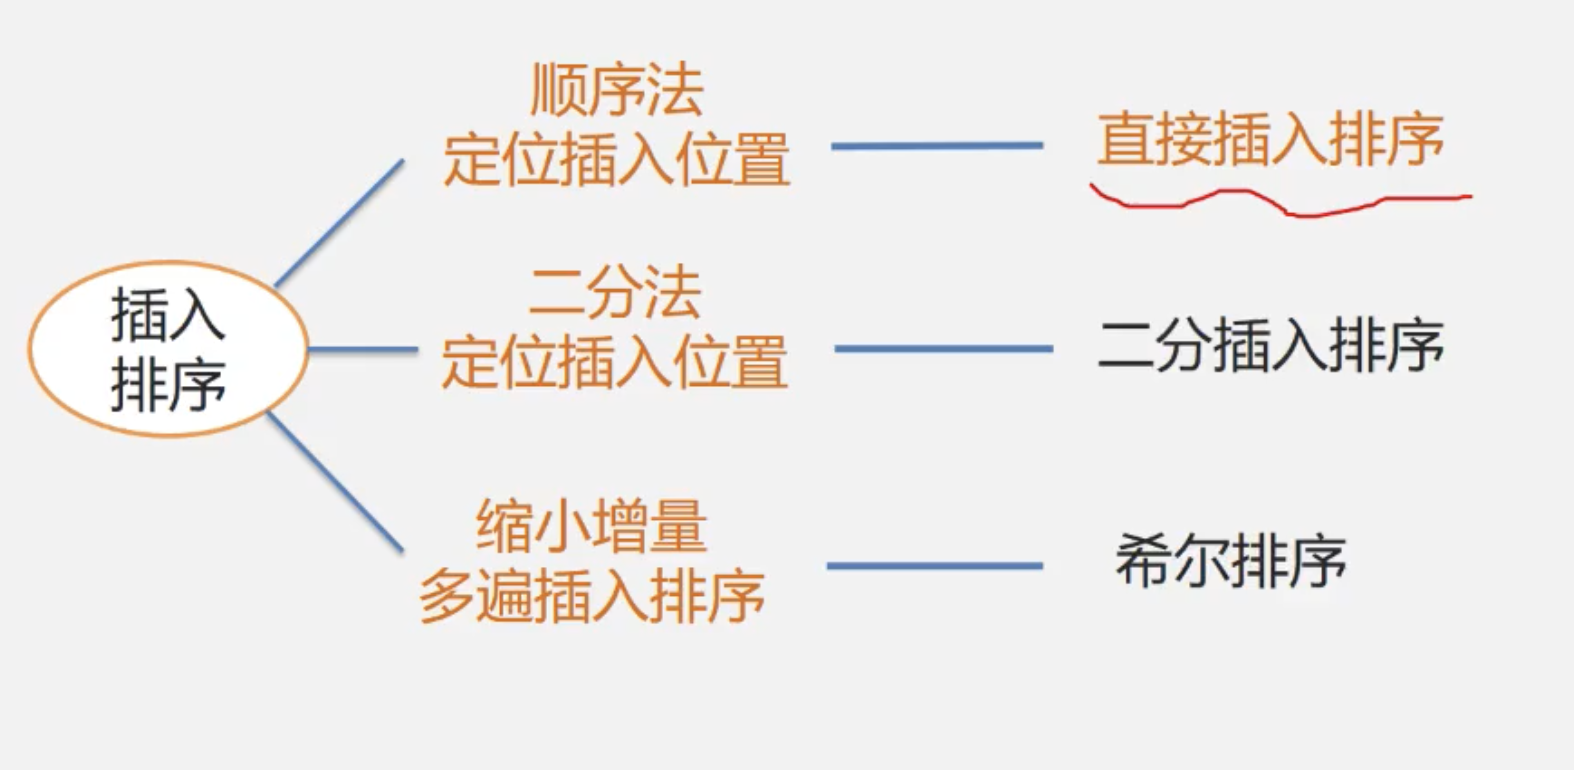 顺序法
定位插入位置
直接插入排序
插入
排序
二分法
定位插入位置
二分插入排序
缩小增量
多遍插入排序
希尔排序